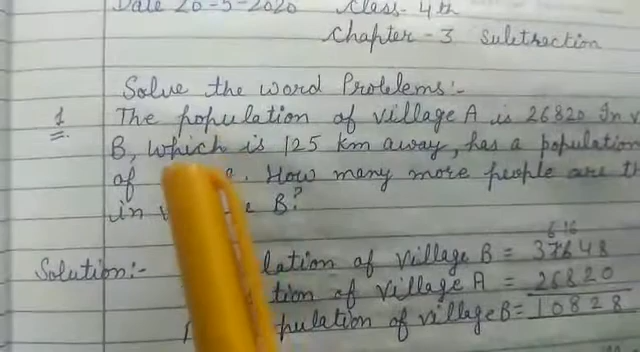 Date 20-5-2020 Class- 4th
Chapter - 3 Subtraction
Solve the word Problems:-
1 The population of village A is 26820 In
B, which is 125 km away, has a population
of How many more people are
in B?
6 16
Solution:- lation of village B = 37648
tion of village A = 26820
pulation of village B = 10828